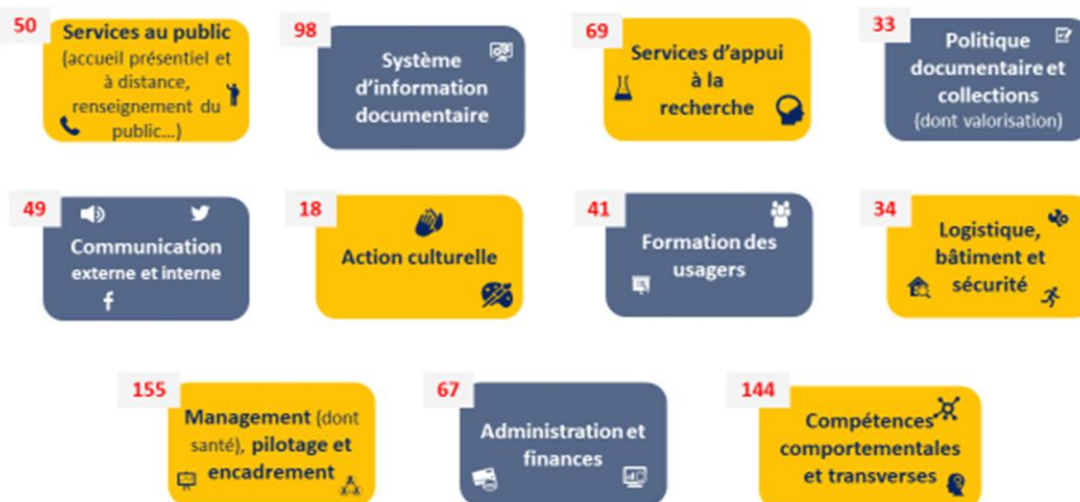 50
Services au public
(accueil présentiel et
à distance,
renseignement du
public...)
98
Système
d'information
documentaire
69
Services d'appui
à la
recherche
33
Politique
documentaire et
collections
(dont valorisation)
49
Communication
externe et interne
18
Action culturelle
41
Formation des
usagers
34
Logistique,
bâtiment et
sécurité
155
Management (dont
santé), pilotage et
encadrement
67
Administration et
finances
144
Compétences
comportementales
et transverses